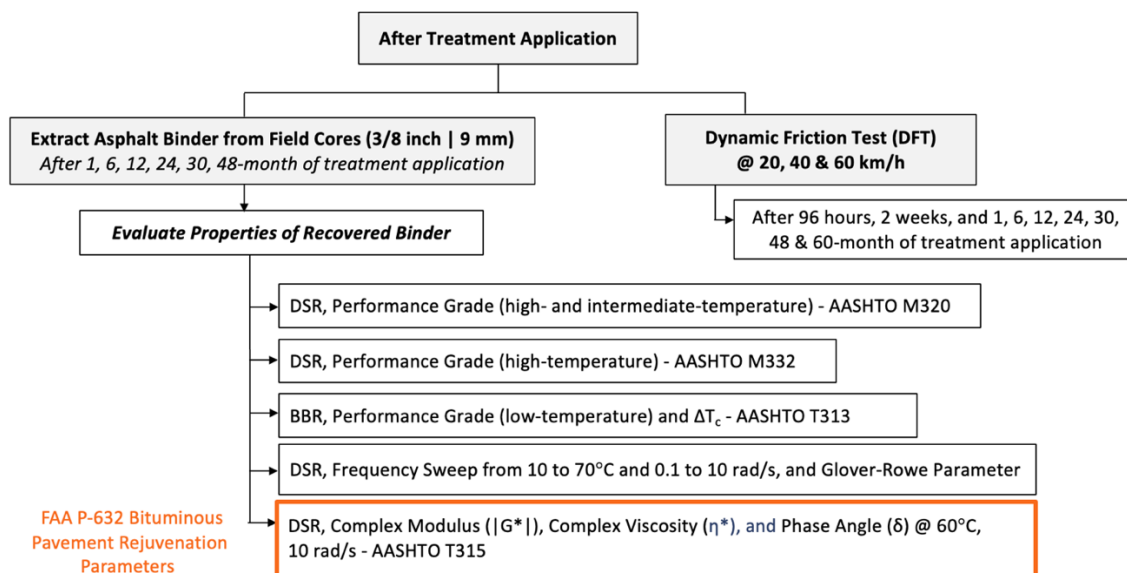 After Treatment Application
Extract Asphalt Binder from Field Cores (3/8 inch | 9 mm)
After 1, 6, 12, 24, 30, 48-month of treatment application
Dynamic Friction Test (DFT)
@ 20, 40 & 60 km/h
Evaluate Properties of Recovered Binder
After 96 hours, 2 weeks, and 1, 6, 12, 24, 30,
48 & 60-month of treatment application
DSR, Performance Grade (high- and intermediate-temperature) - AASHTO M320
DSR, Performance Grade (high-temperature) - AASHTO M332
BBR, Performance Grade (low-temperature) and ΔTc - AASHTO T313
DSR, Frequency Sweep from 10 to 70°C and 0.1 to 10 rad/s, and Glover-Rowe Parameter
FAA P-632 Bituminous
Pavement Rejuvenation
Parameters
DSR, Complex Modulus (|G*|), Complex Viscosity (η*), and Phase Angle (δ) @ 60°C,
10 rad/s - AASHTO T315